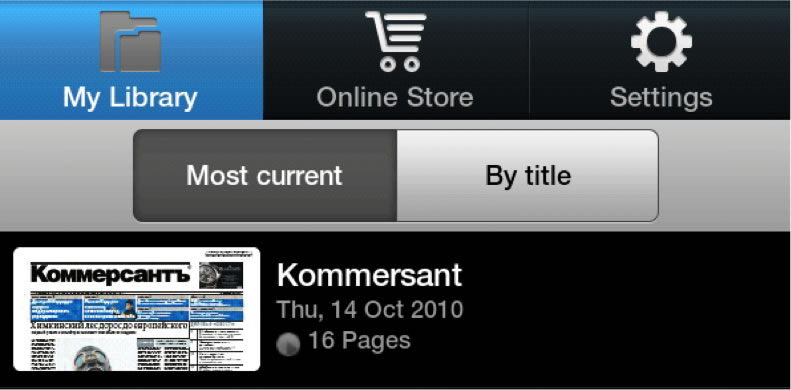 My Library
Online Store
Settings
Most current
By title
Коммерсантъ
Химкинский лес дорос до европейского
Kommersant
Thu, 14 Oct 2010
16 Pages